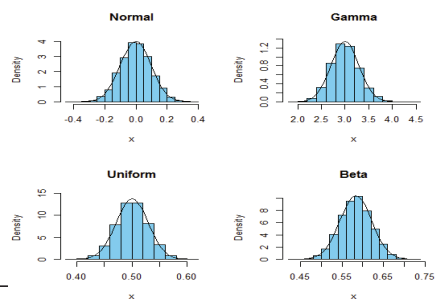 Normal
Density
0 1 2 3 4
-0.4 -0.2 0.0 0.2 0.4
x
Gamma
Density
0.0 0.4 0.8 1.2
2.0 2.5 3.0 3.5 4.0 4.5
x
Uniform
Density
0 5 10 15
0.40 0.50 0.60
x
Beta
Density
0 2 4 6 8
0.45 0.55 0.65 0.75
x